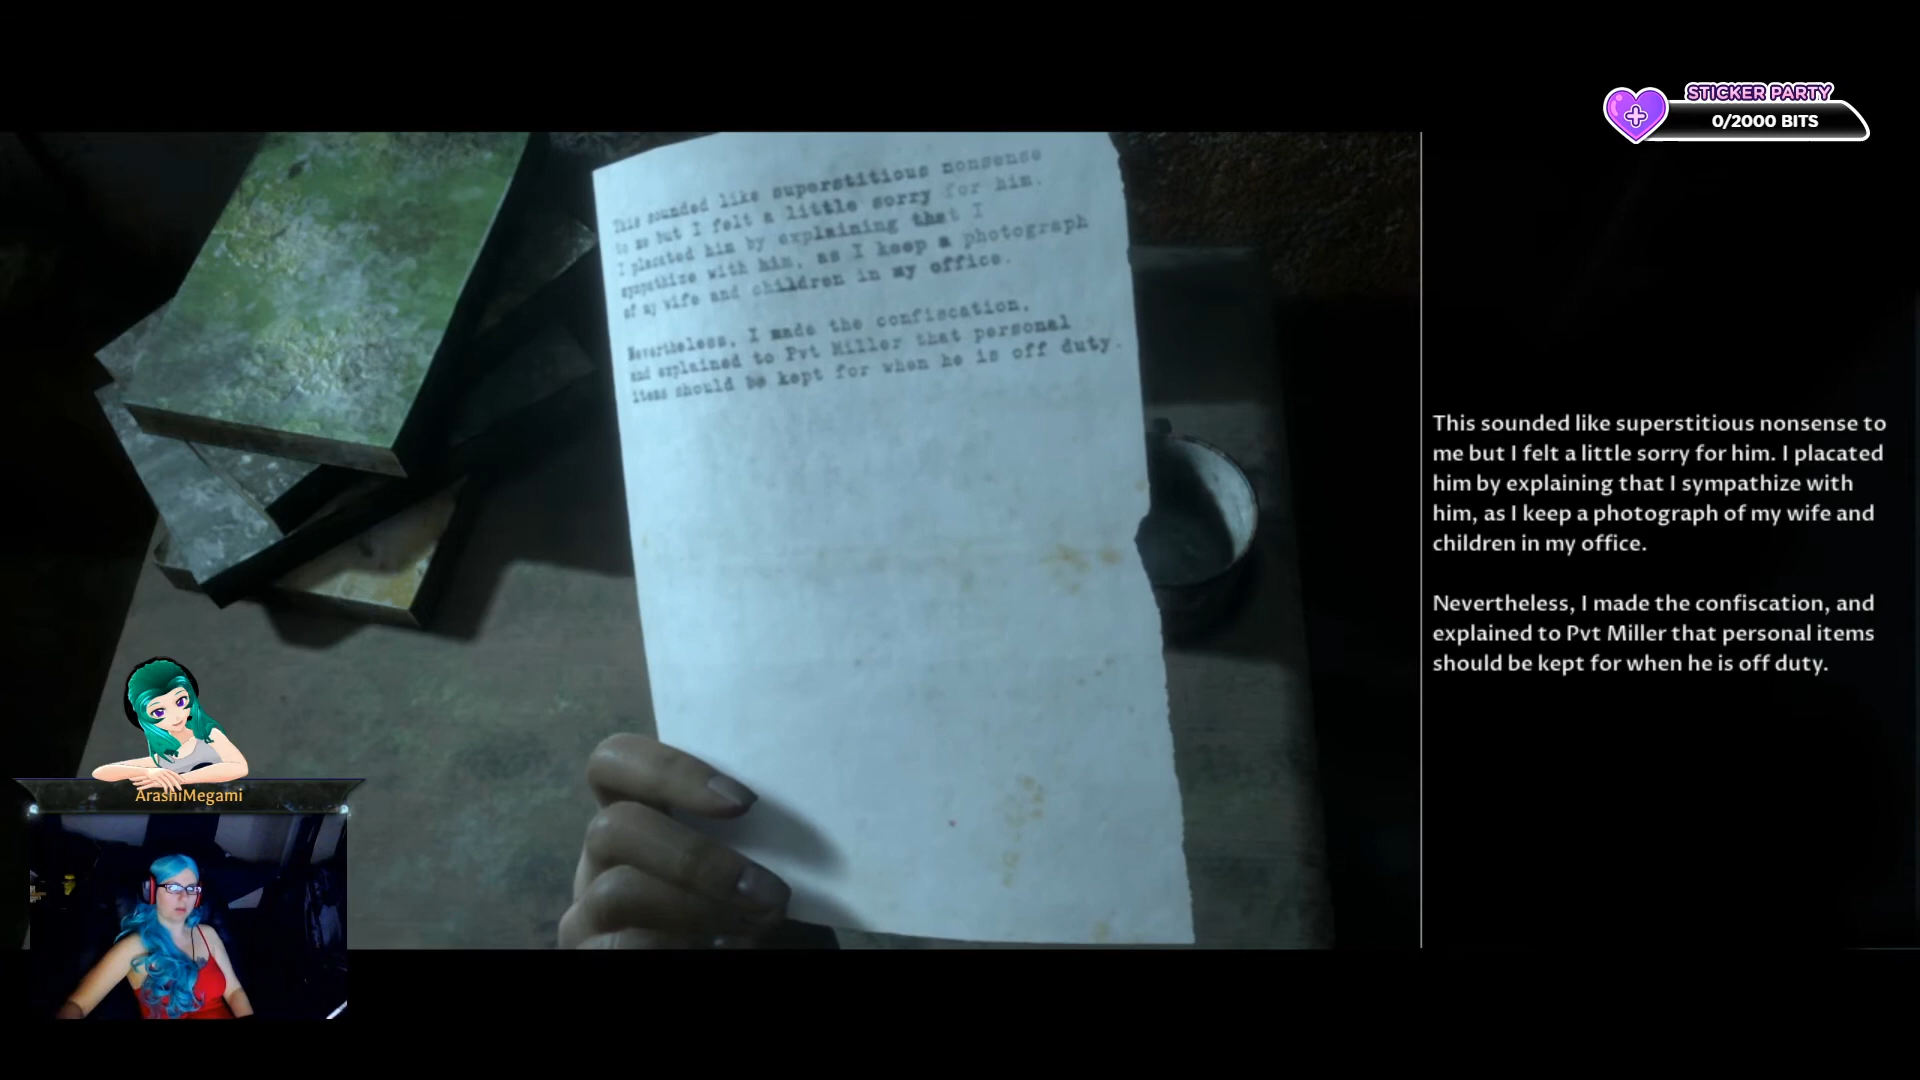 STICKER PARTY
0/2000 BITS
This sounded like superstitious nonsense
to me but I felt a little sorry for him.
I placated him by explaining that I
sympathize with him, as I keep a photograph
of my wife and children in my office.
Nevertheless, I made the confiscation,
and explained to Pvt Miller that personal
items should be kept for when he is off duty.
This sounded like superstitious nonsense to
me but I felt a little sorry for him. I placated
him by explaining that I sympathize with
him, as I keep a photograph of my wife and
children in my office.
Nevertheless, I made the confiscation, and
explained to Pvt Miller that personal items
should be kept for when he is off duty.
ArashiMegami